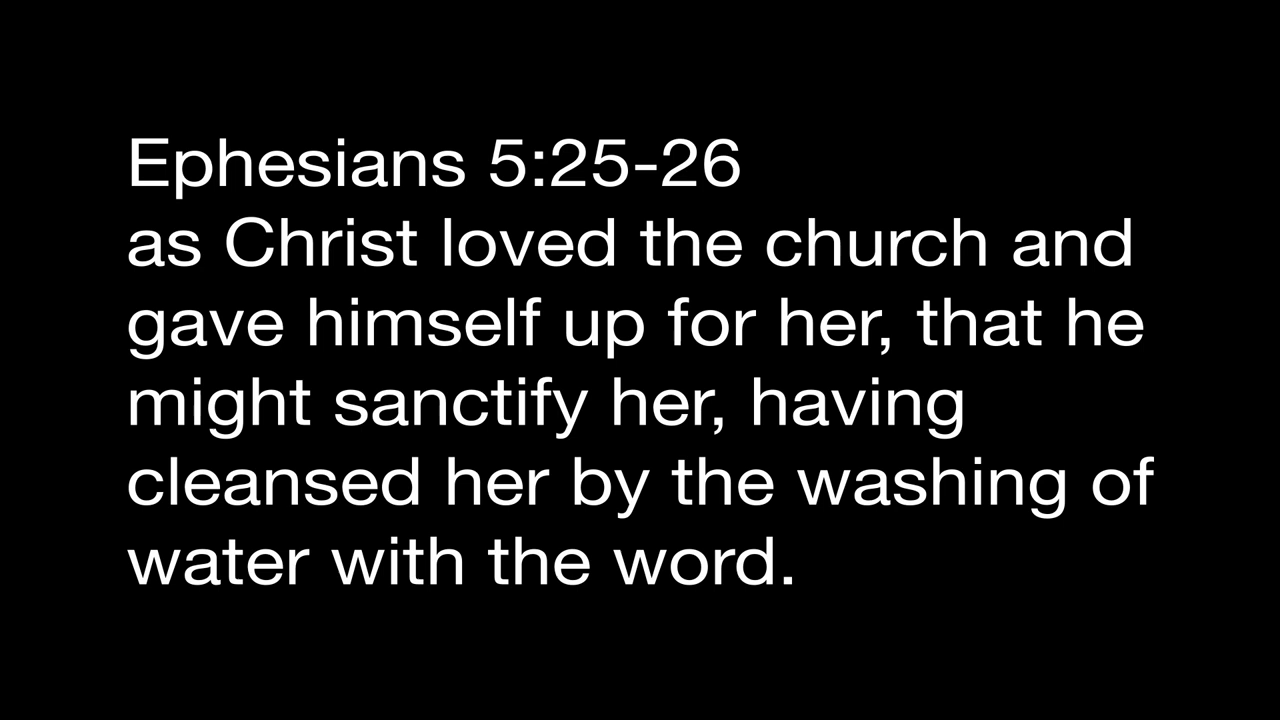 Ephesians 5:25-26
as Christ loved the church and
gave himself up for her, that he
might sanctify her, having
cleansed her by the washing of
water with the word.